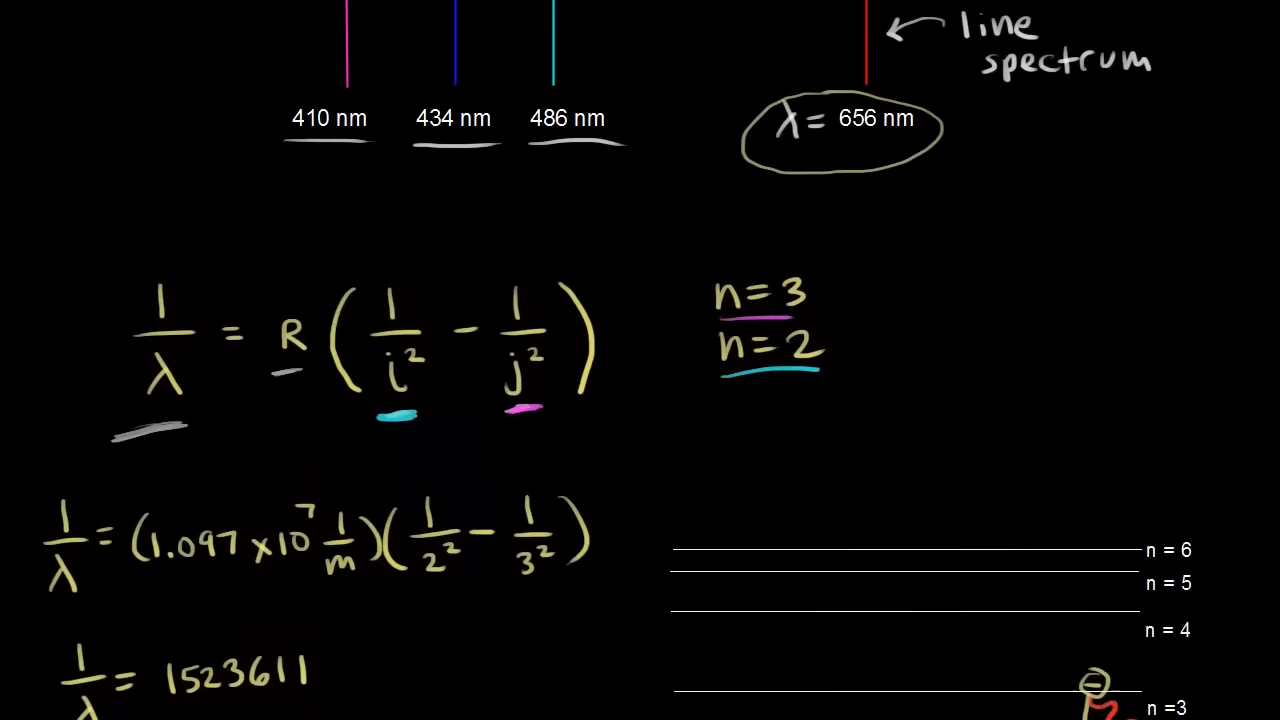 line
spectrum
410 nm 434 nm 486 nm λ = 656 nm
1/λ = R (1/i² - 1/j²)
n = 3
n = 2
1/λ = (1.097 x 10⁷ 1/m)(1/2² - 1/3²)
n = 6
n = 5
n = 4
1/λ = 1523611
n =3